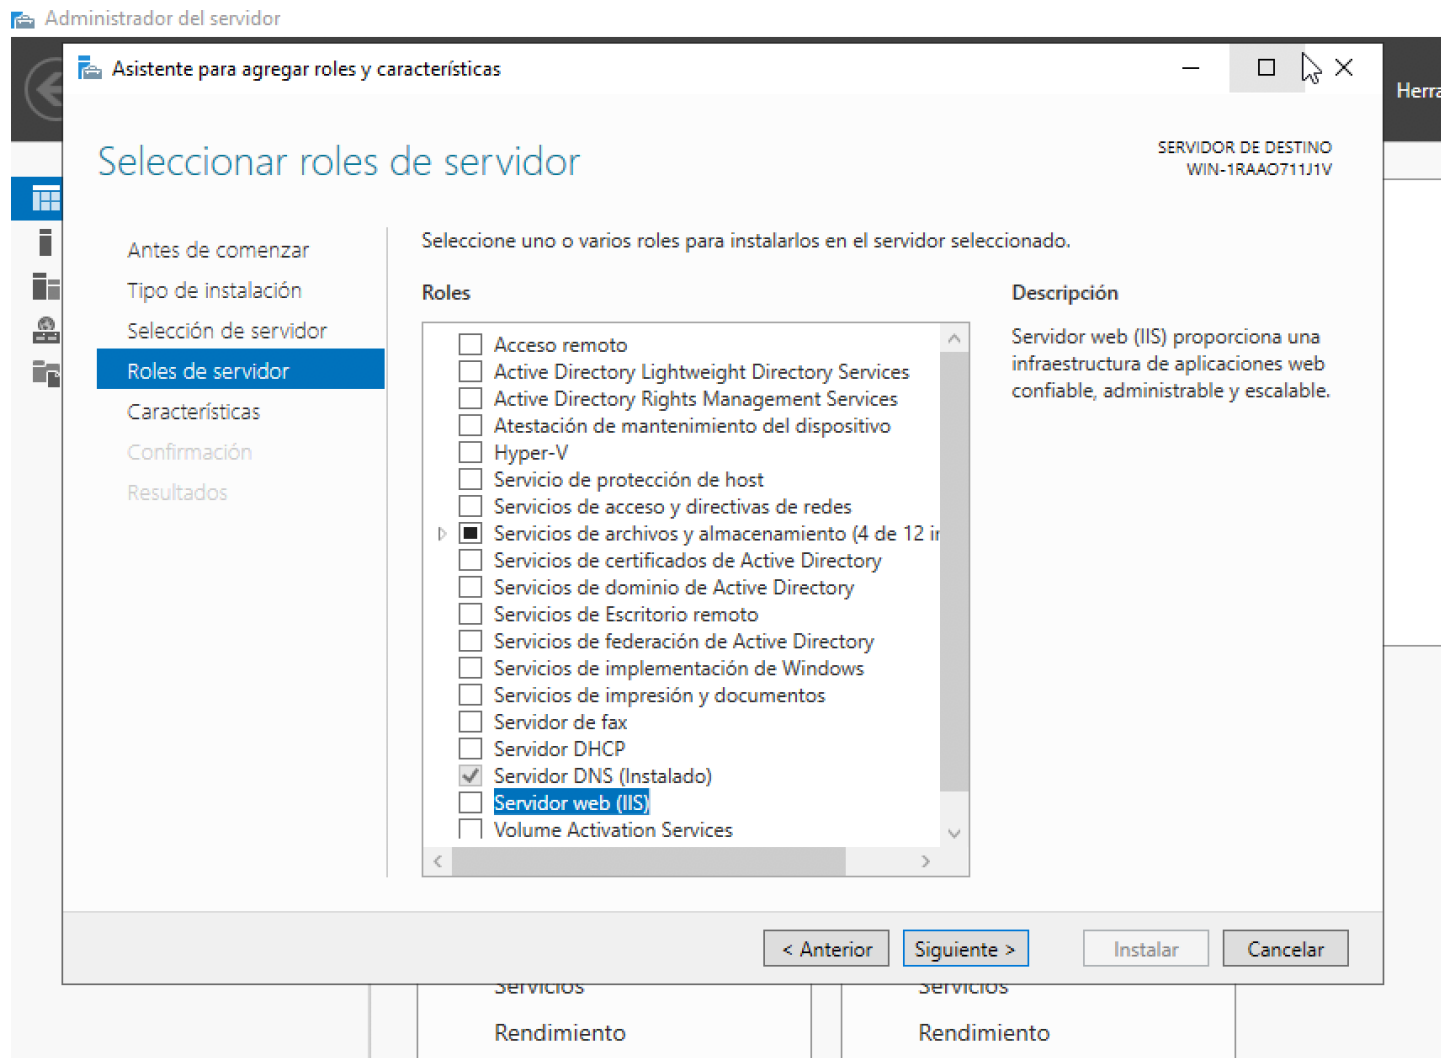 Administrador del servidor
Asistente para agregar roles y características
Herra
Seleccionar roles de servidor
SERVIDOR DE DESTINO
WIN-1RAAO711J1V
Antes de comenzar
Tipo de instalación
Selección de servidor
Roles de servidor
Características
Confirmación
Resultados
Seleccione uno o varios roles para instalarlos en el servidor seleccionado.
Roles
Acceso remoto
Active Directory Lightweight Directory Services
Active Directory Rights Management Services
Atestación de mantenimiento del dispositivo
Hyper-V
Servicio de protección de host
Servicios de acceso y directivas de redes
Servicios de archivos y almacenamiento (4 de 12 in
Servicios de certificados de Active Directory
Servicios de dominio de Active Directory
Servicios de Escritorio remoto
Servicios de federación de Active Directory
Servicios de implementación de Windows
Servicios de impresión y documentos
Servidor de fax
Servidor DHCP
Servidor DNS (Instalado)
Servidor web (IIS)
Volume Activation Services
Descripción
Servidor web (IIS) proporciona una
infraestructura de aplicaciones web
confiable, administrable y escalable.
< Anterior
Siguiente >
Instalar
Cancelar
Servicios
Servicios
Rendimiento
Rendimiento